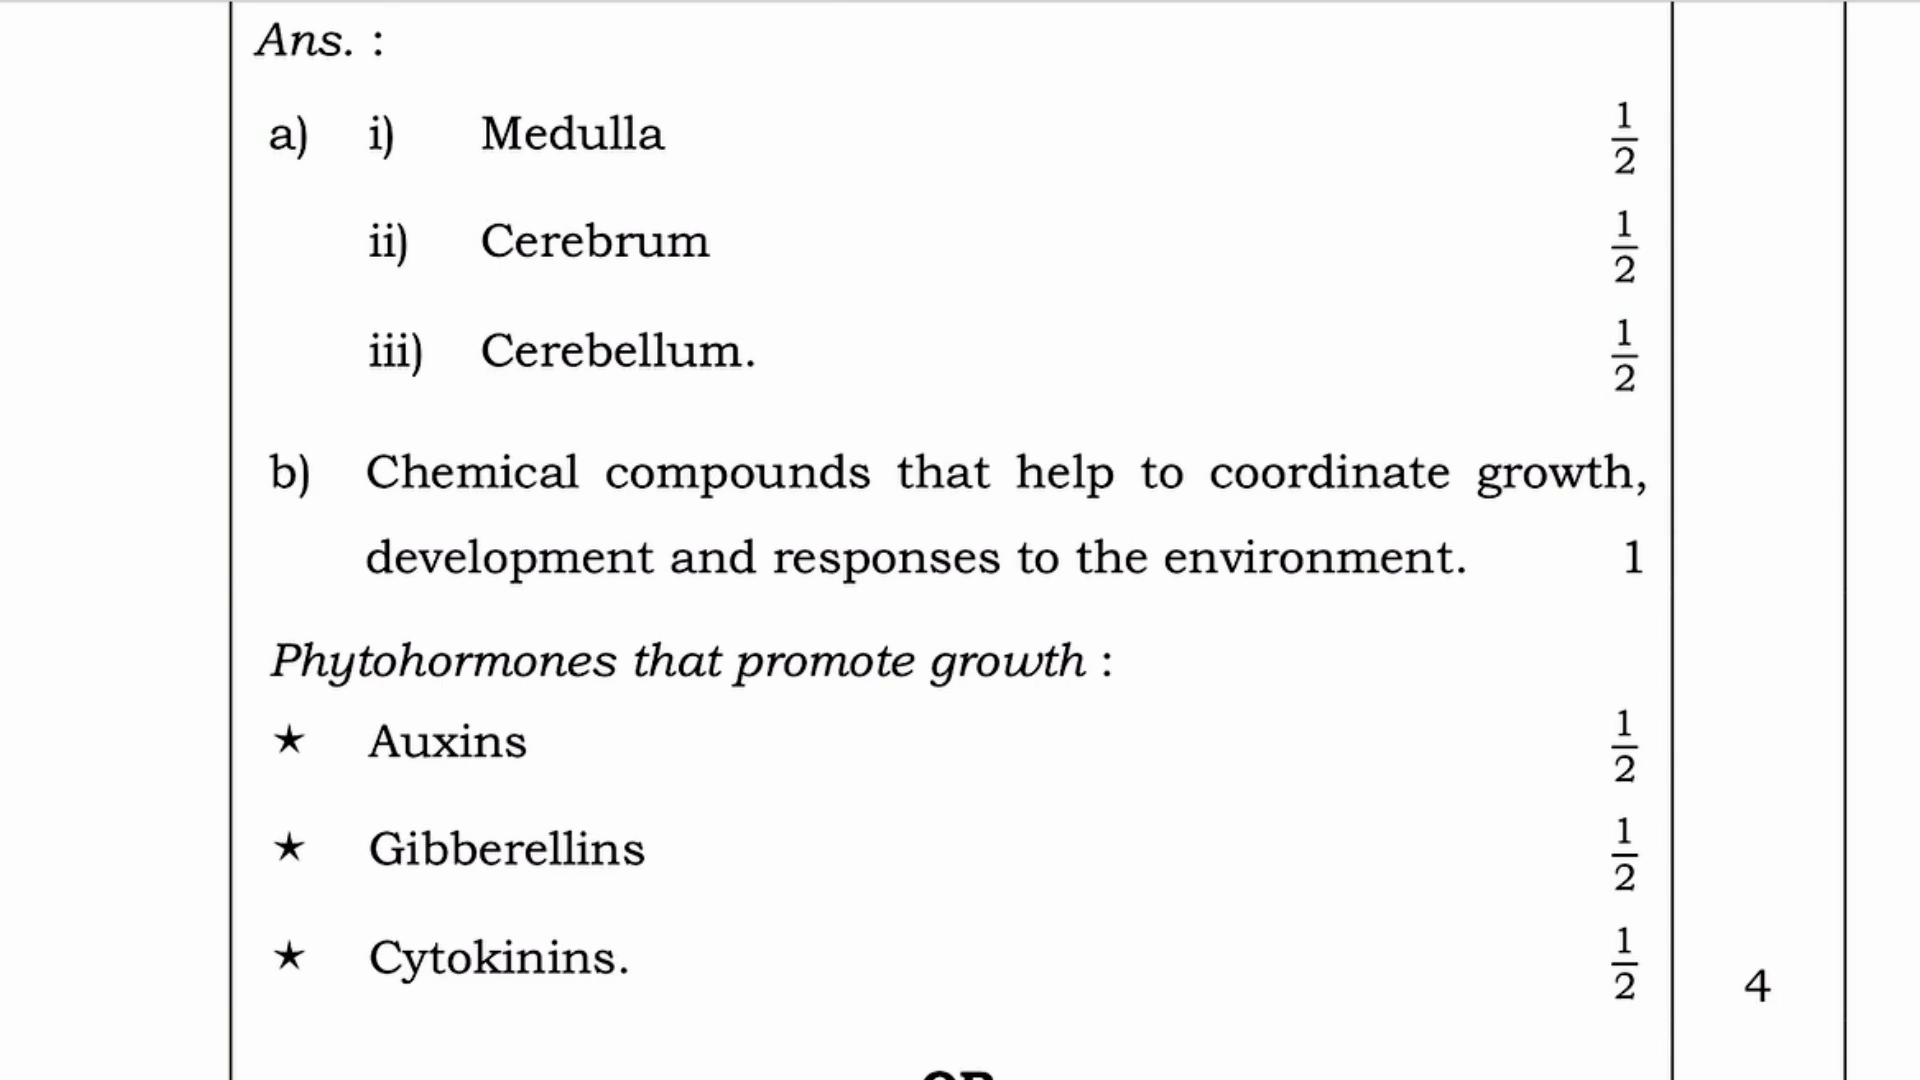 Ans. :
a) i) Medulla 1/2
ii) Cerebrum 1/2
iii) Cerebellum. 1/2
b) Chemical compounds that help to coordinate growth,
development and responses to the environment. 1
Phytohormones that promote growth :
★ Auxins 1/2
★ Gibberellins 1/2
★ Cytokinins. 1/2 4